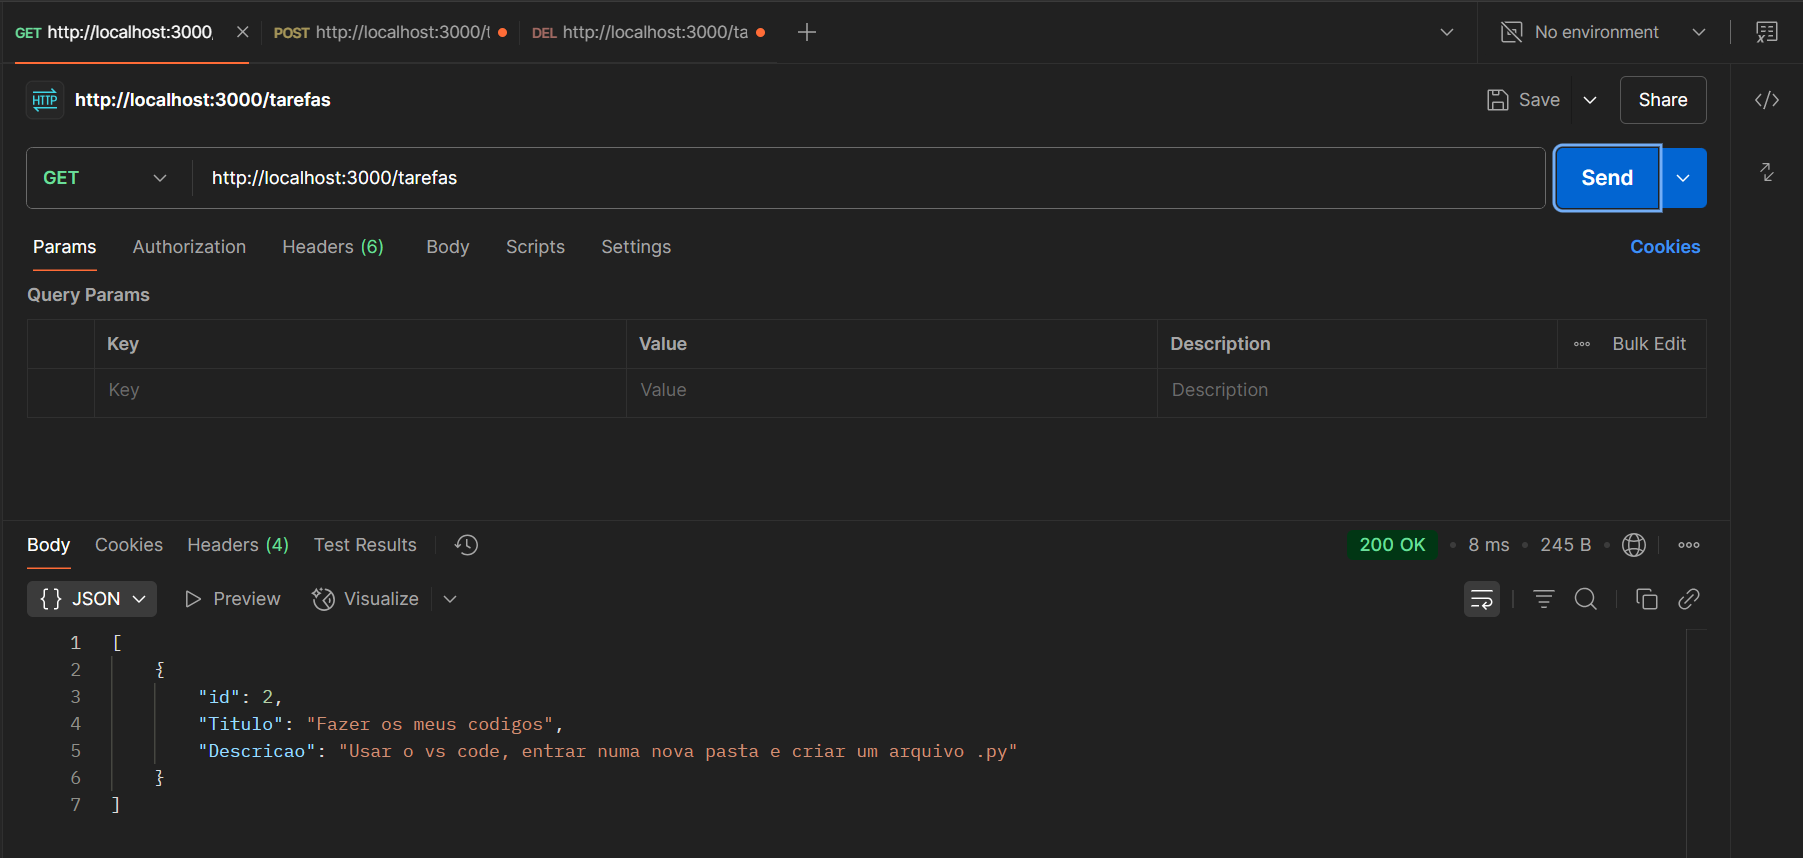 GET http://localhost:3000, POST http://localhost:3000/t DEL http://localhost:3000/ta No environment
HTTP http://localhost:3000/tarefas Save Share
GET http://localhost:3000/tarefas Send
Params Authorization Headers (6) Body Scripts Settings Cookies
Query Params
Key Value Description Bulk Edit
Key Value Description
Body Cookies Headers (4) Test Results 200 OK 8 ms 245 B
{} JSON Preview Visualize
1 [
2 {
3 "id": 2,
4 "Titulo": "Fazer os meus codigos",
5 "Descricao": "Usar o vs code, entrar numa nova pasta e criar um arquivo .py"
6 }
7 ]